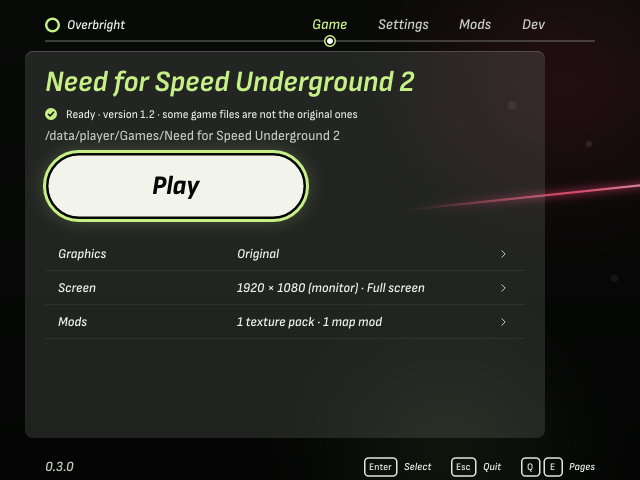 Overbright
Game
Settings
Mods
Dev
Need for Speed Underground 2
Ready · version 1.2 · some game files are not the original ones
/data/player/Games/Need for Speed Underground 2
Play
Graphics Original
Screen 1920 × 1080 (monitor) · Full screen
Mods 1 texture pack · 1 map mod
0.3.0
Enter Select
Esc Quit
Q E Pages